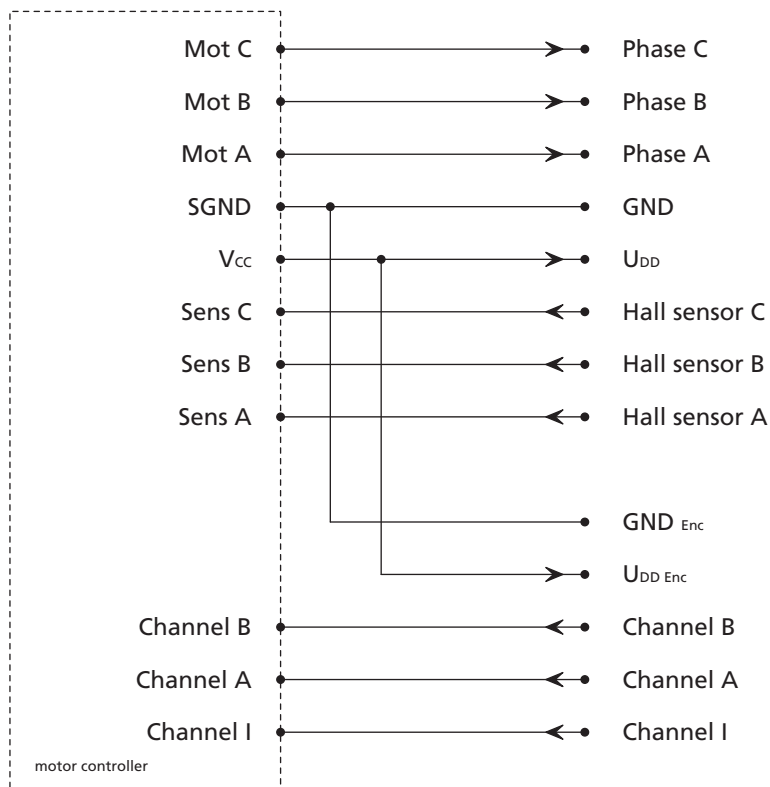 Mot C Phase C
Mot B Phase B
Mot A Phase A
SGND GND
VCC UDD
Sens C Hall sensor C
Sens B Hall sensor B
Sens A Hall sensor A
GND Enc
UDD Enc
Channel B Channel B
Channel A Channel A
Channel I Channel I
motor controller